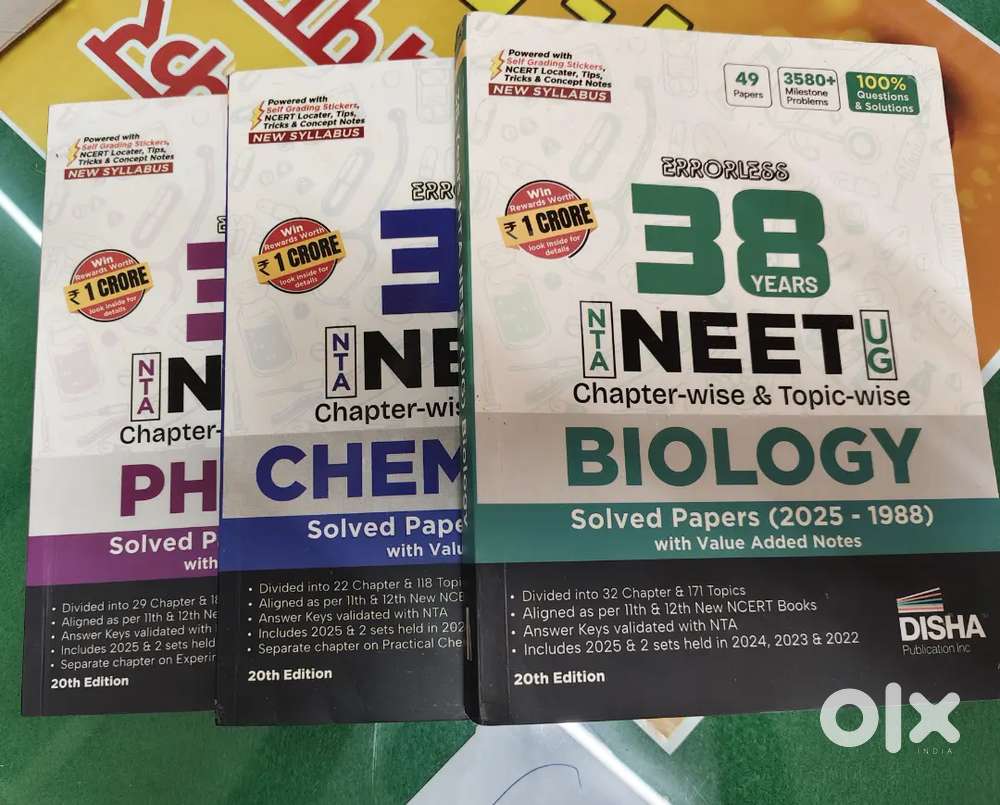 Powered with
Self Grading Stickers,
NCERT Locater, Tips,
Tricks & Concept Notes
NEW SYLLABUS
Win
Rewards Worth
₹ 1 CRORE
look inside for
details
NTA
N
Chapter-
PH
Solved P
with
• Divided into 29 Chapter & 18
• Aligned as per 11th & 12th Ne
• Answer Keys validated with
• Includes 2025 & 2 sets held in
• Separate chapter on Experim
20th Edition
Powered with
Self Grading Stickers,
NCERT Locater, Tips,
Tricks & Concept Notes
NEW SYLLABUS
ERRO
3
Win
Rewards Worth
₹ 1 CRORE
look inside for
details
NTA
NE
Chapter-wis
CHEM
Solved Pape
with Valu
• Divided into 22 Chapter & 118 Topi
• Aligned as per 11th & 12th New NCE
• Answer Keys validated with NTA
• Includes 2025 & 2 sets held in 202
• Separate chapter on Practical Che
20th Edition
Powered with
Self Grading Stickers,
NCERT Locater, Tips,
Tricks & Concept Notes
NEW SYLLABUS
49
Papers
3580+
Milestone
Problems
100%
Questions
& Solutions
ERRORLESS
38
YEARS
Win
Rewards Worth
₹ 1 CRORE
look inside for
details
NTA NEET UG
Chapter-wise & Topic-wise
BIOLOGY
Solved Papers (2025 - 1988)
with Value Added Notes
• Divided into 32 Chapter & 171 Topics
• Aligned as per 11th & 12th New NCERT Books
• Answer Keys validated with NTA
• Includes 2025 & 2 sets held in 2024, 2023 & 2022
20th Edition
DISHA
Publication Inc
olx
INDIA